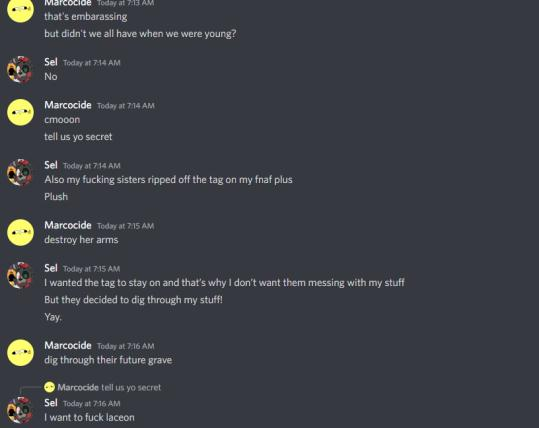 Marcocide Today at 7:13 AM
that's embarassing
but didn't we all have when we were young?
Sel Today at 7:14 AM
No
Marcocide Today at 7:14 AM
cmooon
tell us yo secret
Sel Today at 7:14 AM
Also my fucking sisters ripped off the tag on my fnaf plus
Plush
Marcocide Today at 7:15 AM
destroy her arms
Sel Today at 7:15 AM
I wanted the tag to stay on and that's why I don't want them messing with my stuff
But they decided to dig through my stuff!
Yay.
Marcocide Today at 7:16 AM
dig through their future grave
Marcocide tell us yo secret
Sel Today at 7:16 AM
I want to fuck laceon